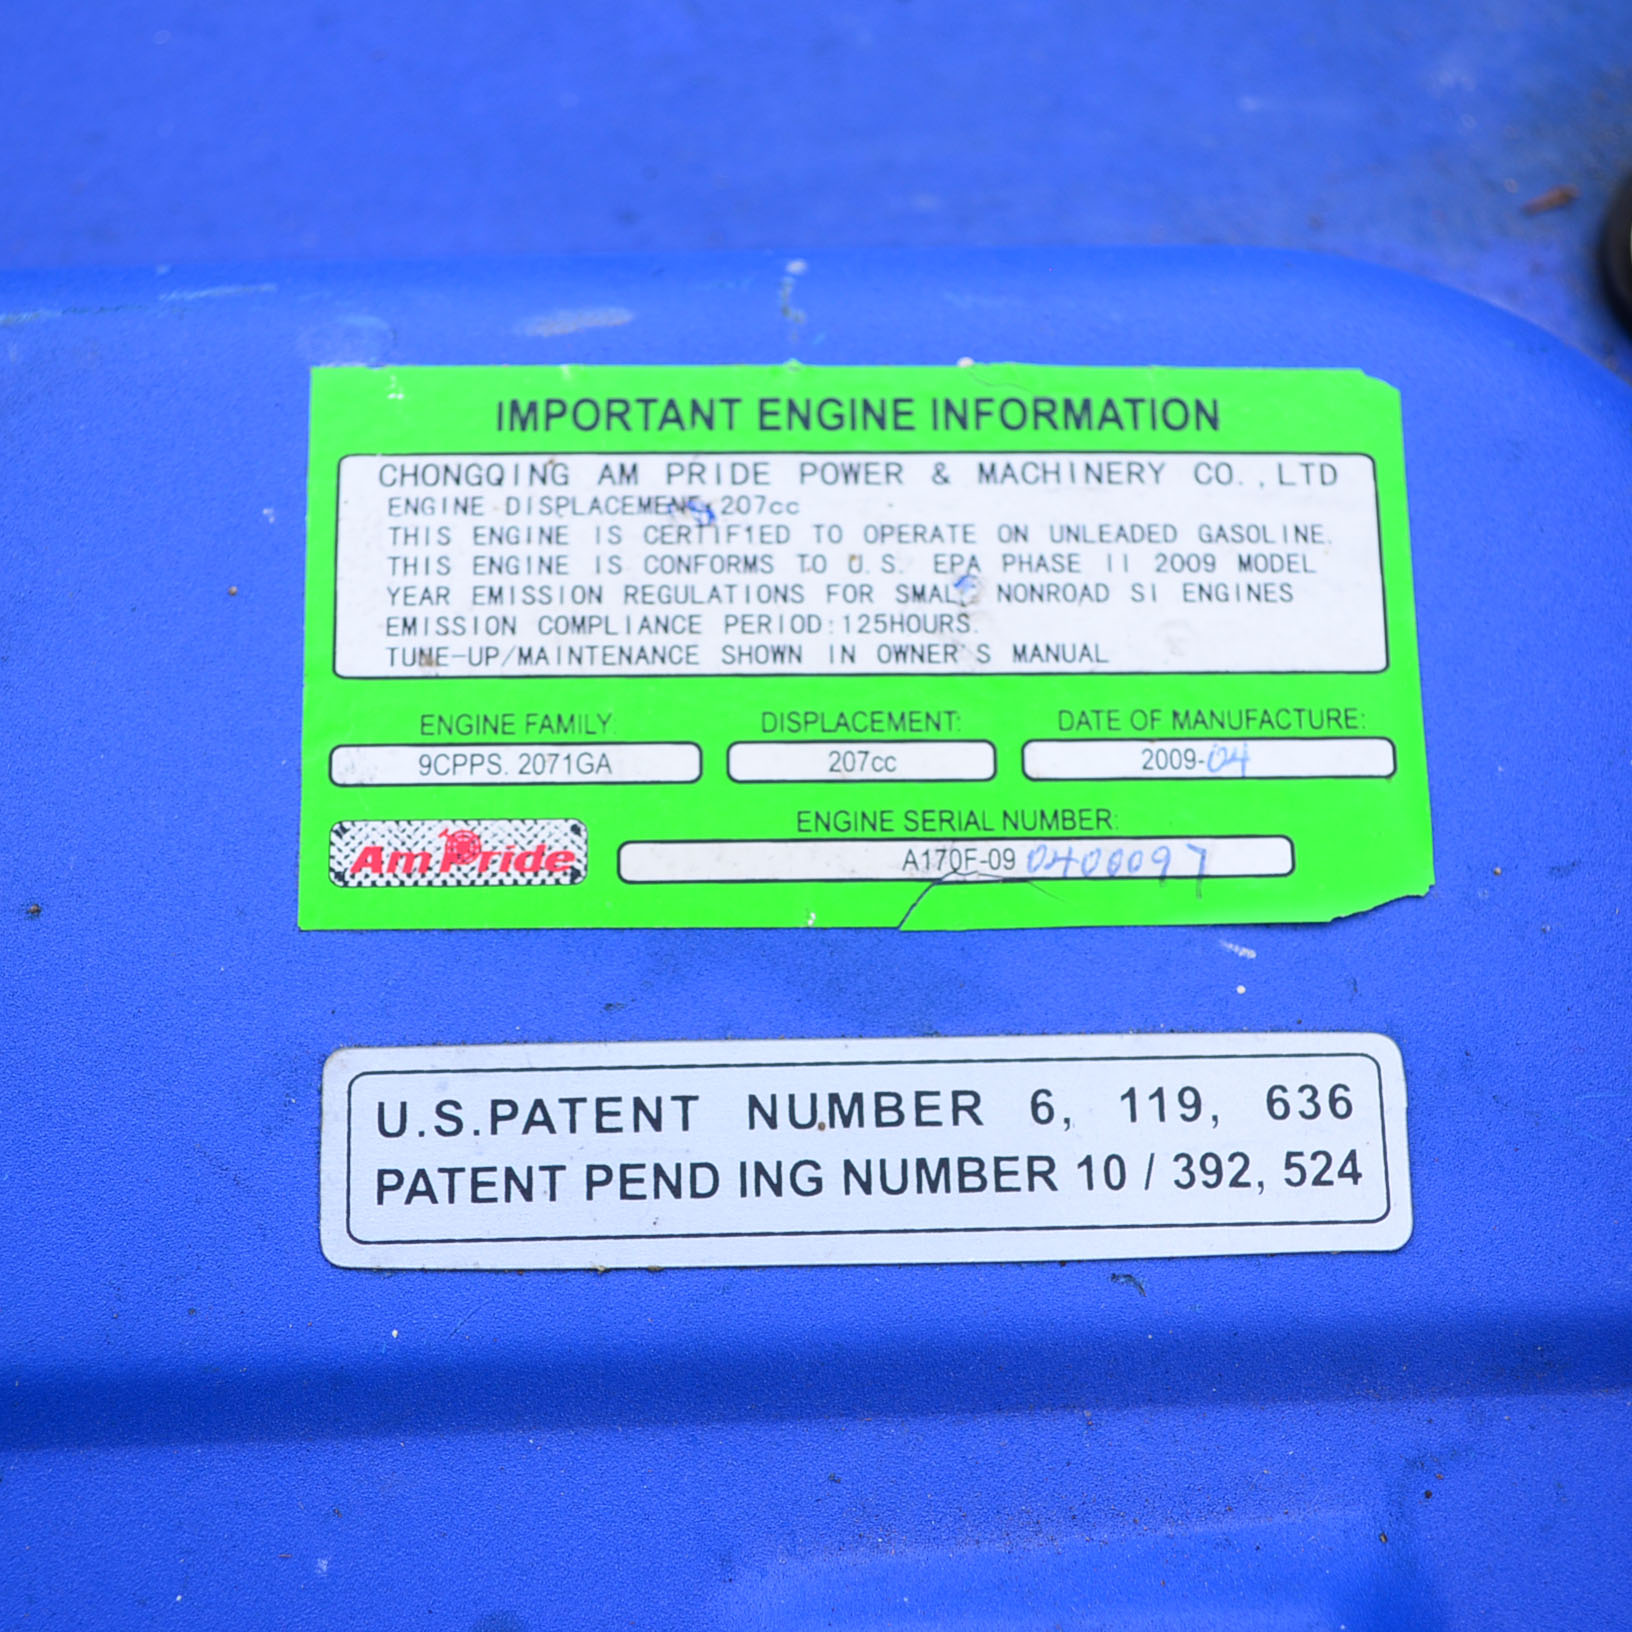 IMPORTANT ENGINE INFORMATION
CHONGQING AM PRIDE POWER & MACHINERY CO.,LTD
ENGINE DISPLACEMENT: 207cc
THIS ENGINE IS CERTIFIED TO OPERATE ON UNLEADED GASOLINE.
THIS ENGINE IS CONFORMS TO U.S. EPA PHASE II 2009 MODEL
YEAR EMISSION REGULATIONS FOR SMALL NONROAD SI ENGINES
EMISSION COMPLIANCE PERIOD:125HOURS.
TUNE-UP/MAINTENANCE SHOWN IN OWNER'S MANUAL
ENGINE FAMILY: DISPLACEMENT: DATE OF MANUFACTURE:
9CPPS. 2071GA 207cc 2009-04
ENGINE SERIAL NUMBER:
Am Pride A170F-09 0400097
U.S.PATENT NUMBER 6, 119, 636
PATENT PEND ING NUMBER 10 / 392, 524